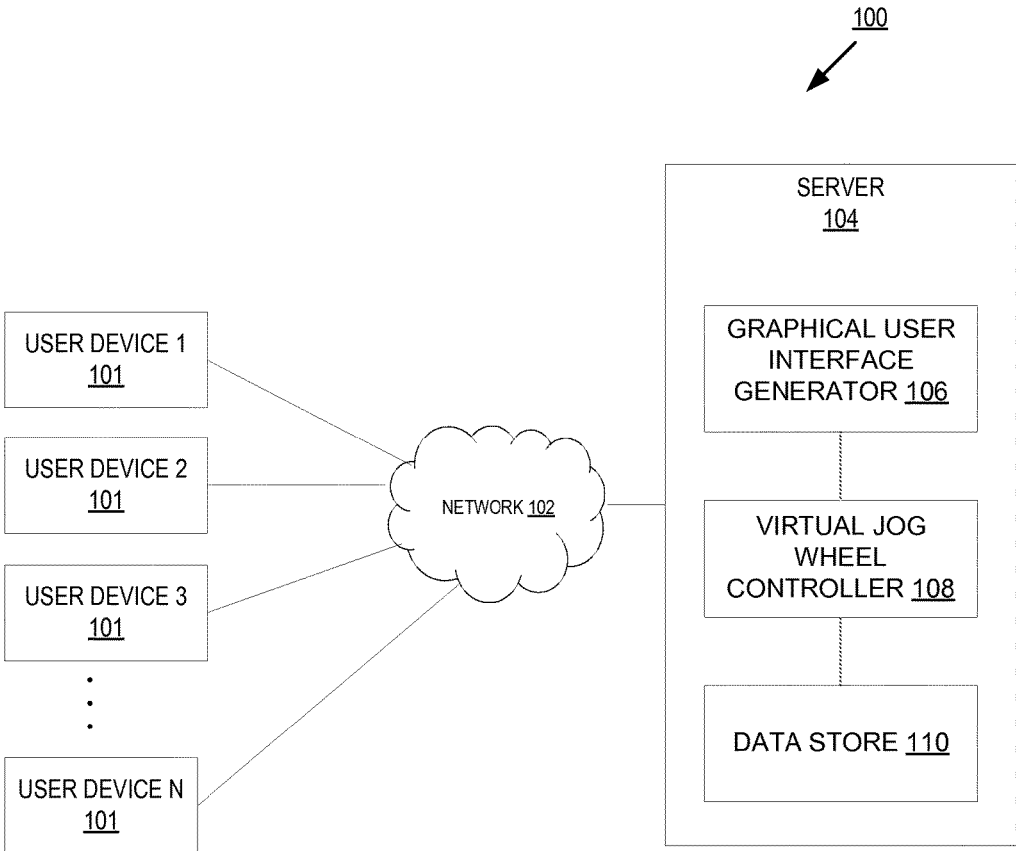 100
SERVER
104
USER DEVICE 1
101
USER DEVICE 2
101
USER DEVICE 3
101
USER DEVICE N
101
NETWORK 102
GRAPHICAL USER
INTERFACE
GENERATOR 106
VIRTUAL JOG
WHEEL
CONTROLLER 108
DATA STORE 110